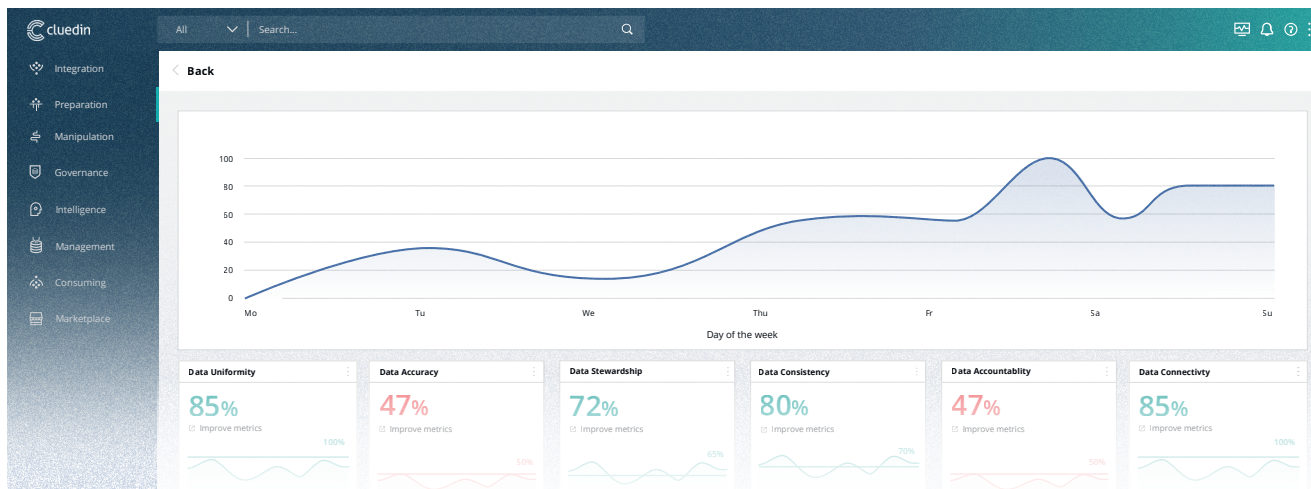 cluedin
All
Search...
Integration
Preparation
Manipulation
Governance
Intelligence
Management
Consuming
Marketplace
Back
100
80
60
40
20
0
Mo Tu We Thu Fr Sa Su
Day of the week
Data Uniformity
85%
Improve metrics
100%
Data Accuracy
47%
Improve metrics
50%
Data Stewardship
72%
Improve metrics
65%
Data Consistency
80%
Improve metrics
70%
Data Accountablity
47%
Improve metrics
50%
Data Connectivty
85%
Improve metrics
100%